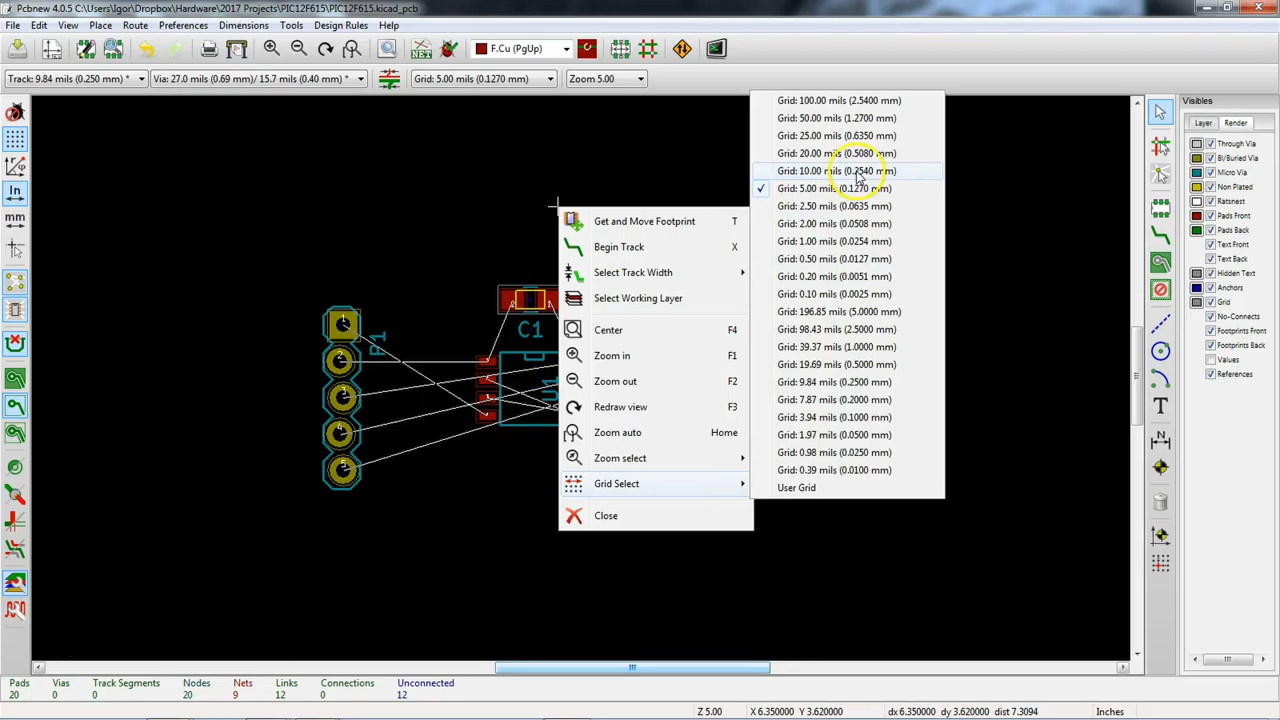 Pcbnew 4.0.5 C:\Users\Igor\Dropbox\Hardware\2017 Projects\PIC12F615\PIC12F615.kicad_pcb
File Edit View Place Route Preferences Dimensions Tools Design Rules Help
NET F.Cu (PgUp)
Track: 9.84 mils (0.250 mm) * Via: 27.0 mils (0.69 mm)/ 15.7 mils (0.40 mm) * Grid: 5.00 mils (0.1270 mm) Zoom 5.00
In
mm
Grid: 100.00 mils (2.5400 mm)
Grid: 50.00 mils (1.2700 mm)
Grid: 25.00 mils (0.6350 mm)
Grid: 20.00 mils (0.5080 mm)
Grid: 10.00 mils (0.2540 mm)
Grid: 5.00 mils (0.1270 mm)
Grid: 2.50 mils (0.0635 mm)
Grid: 2.00 mils (0.0508 mm)
Grid: 1.00 mils (0.0254 mm)
Grid: 0.50 mils (0.0127 mm)
Grid: 0.20 mils (0.0051 mm)
Grid: 0.10 mils (0.0025 mm)
Grid: 196.85 mils (5.0000 mm)
Grid: 98.43 mils (2.5000 mm)
Grid: 39.37 mils (1.0000 mm)
Grid: 19.69 mils (0.5000 mm)
Grid: 9.84 mils (0.2500 mm)
Grid: 7.87 mils (0.2000 mm)
Grid: 3.94 mils (0.1000 mm)
Grid: 1.97 mils (0.0500 mm)
Grid: 0.98 mils (0.0250 mm)
Grid: 0.39 mils (0.0100 mm)
User Grid
Get and Move Footprint T
Begin Track X
Select Track Width
Select Working Layer
Center F4
Zoom in F1
Zoom out F2
Redraw view F3
Zoom auto Home
Zoom select
Grid Select
Close
2 1
C1
U1
1
2
3
4
5
P1
Visibles
Layer Render
Through Via
Bl/Buried Via
Micro Via
Non Plated
Ratsnest
Pads Front
Pads Back
Text Front
Text Back
Hidden Text
Anchors
Grid
No-Connects
Footprints Front
Footprints Back
Values
References
T
N
Pads Vias Track Segments Nodes Nets Links Connections Unconnected
20 0 0 20 9 12 0 12
Z 5.00 X 6.350000 Y 3.620000 dx 6.350000 dy 3.620000 dist 7.3094 Inches